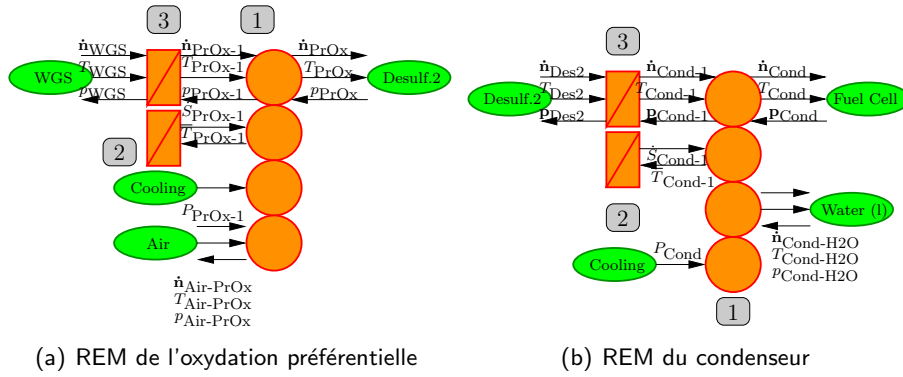 3
1
ṅWGS
ṅPrOx-1
ṅPrOx
WGS
TWGS
TPrOx-1
TPrOx
Desulf.2
pWGS
pPrOx-1
pPrOx
ṠPrOx-1
TPrOx-1
2
Cooling
PPrOx-1
Air
ṅAir-PrOx
TAir-PrOx
pAir-PrOx
(a) REM de l'oxydation préférentielle
3
ṅDes2
ṅCond-1
ṅCond
Desulf.2
TDes2
TCond-1
TCond
Fuel Cell
pDes2
pCond-1
pCond
ṠCond-1
TCond-1
2
Water (l)
ṅCond-H2O
TCond-H2O
pCond-H2O
Cooling
PCond
1
(b) REM du condenseur